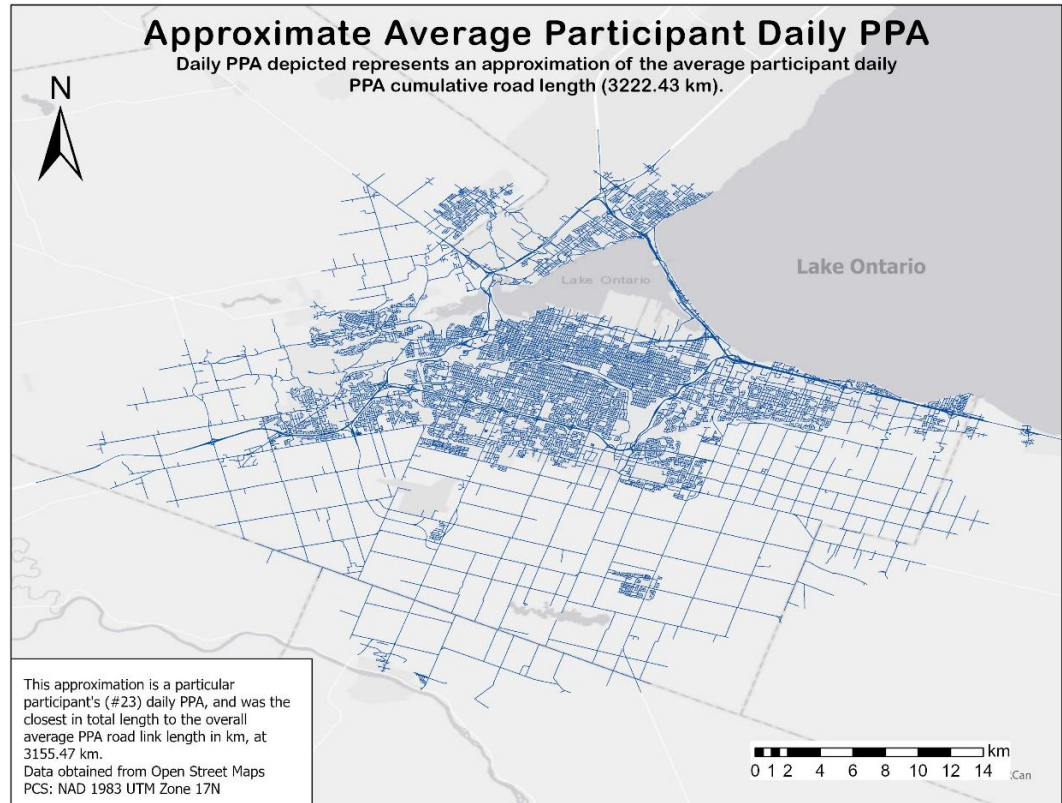 Approximate Average Participant Daily PPA
Daily PPA depicted represents an approximation of the average participant daily
PPA cumulative road length (3222.43 km).
N
Lake Ontario
Lake Ontario
This approximation is a particular
participant's (#23) daily PPA, and was the
closest in total length to the overall
average PPA road link length in km, at
3155.47 km.
Data obtained from Open Street Maps
PCS: NAD 1983 UTM Zone 17N
km
0 1 2 4 6 8 10 12 14